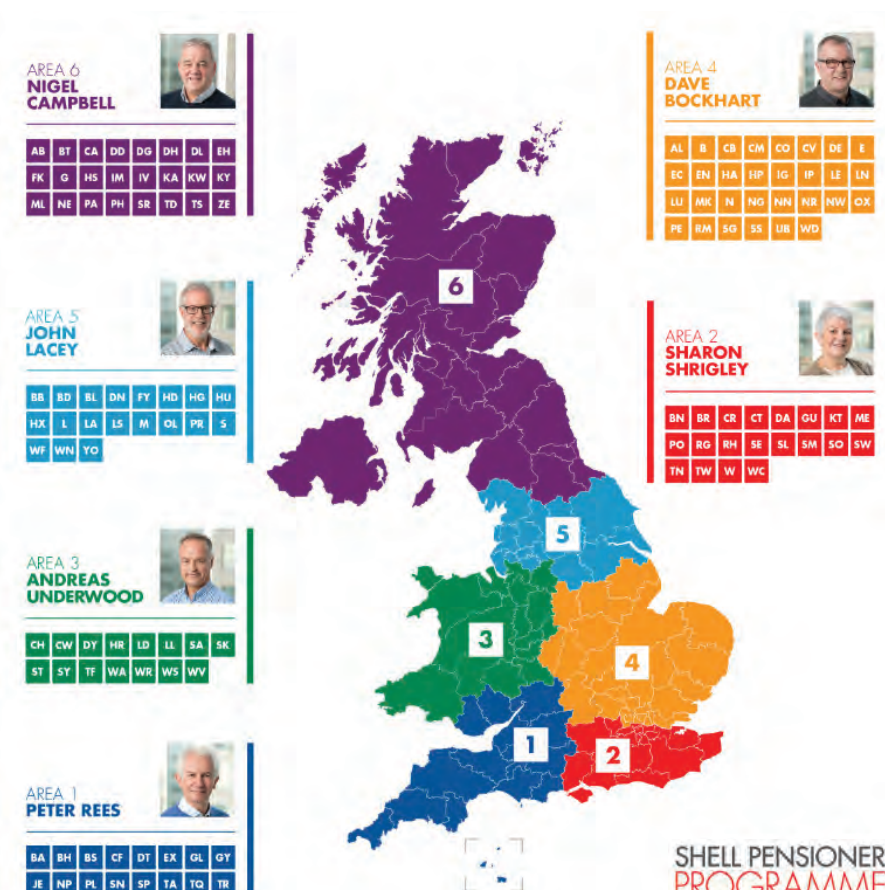 AREA 6
NIGEL
CAMPBELL
AB BT CA DD DG DH DL EH
FK G HS IM IV KA KW KY
ML NE PA PH SR TD TS ZE
AREA 5
JOHN
LACEY
BB BD BL DN FY HD HG HU
HX L LA LS M OL PR S
WF WN YO
AREA 3
ANDREAS
UNDERWOOD
CH CW DY HR LD LL SA SK
ST SY TF WA WR WS WV
AREA 1
PETER REES
BA BH BS CF DT EX GL GY
JE NP PL SN SP TA TQ TR
6
5
3
4
1
2
AREA 4
DAVE
BOCKHART
AL B CB CM CO CV DE E
EC EN HA HP IG IP LE LN
LU MK N NG NN NR NW OX
PE RM SG SS UB WD
AREA 2
SHARON
SHRIGLEY
BN BR CR CT DA GU KT ME
PO RG RH SE SL SM SO SW
TN TW W WC
SHELL PENSIONER
PROGRAMME